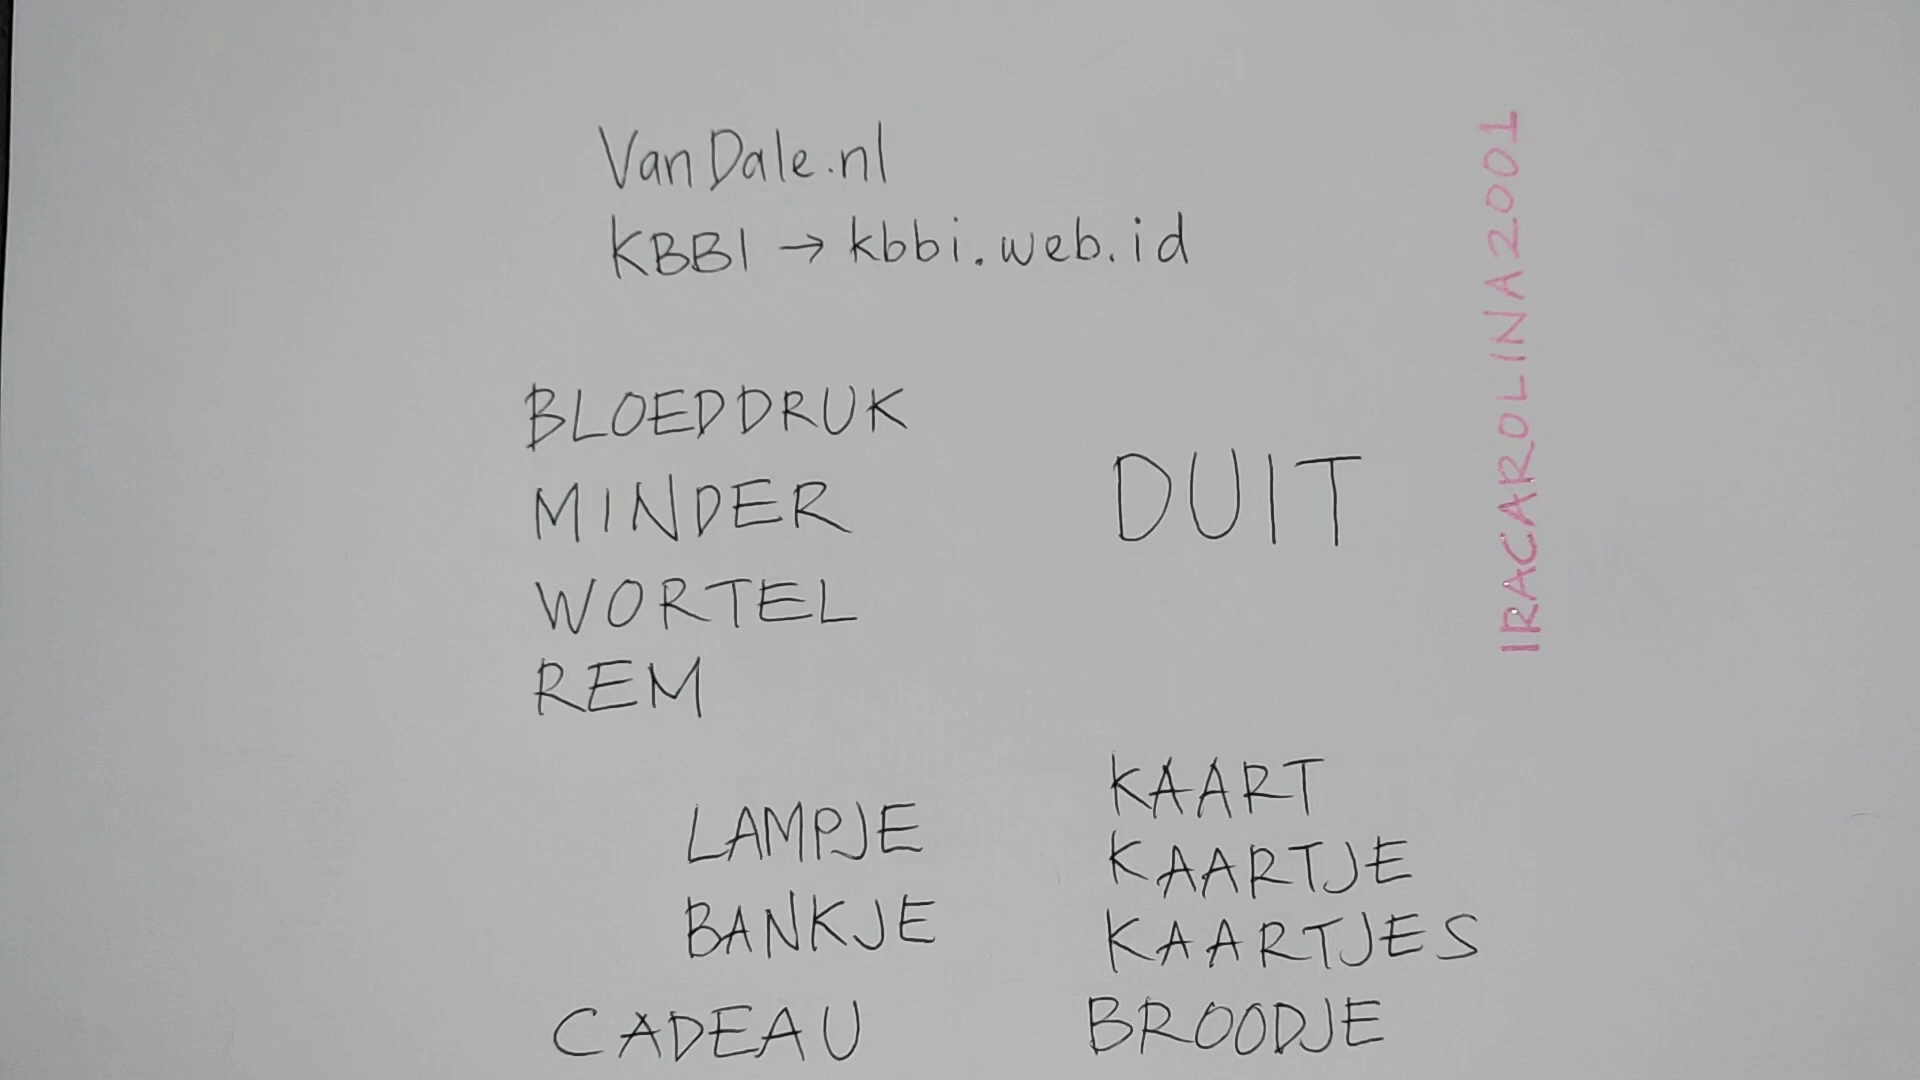 VanDale.nl
KBBI → kbbi.web.id
BLOEDDRUK
MINDER
WORTEL
REM
DUIT
LAMPJE
BANKJE
CADEAU
KAART
KAARTJE
KAARTJES
BROODJE
IRACAROLINA2001